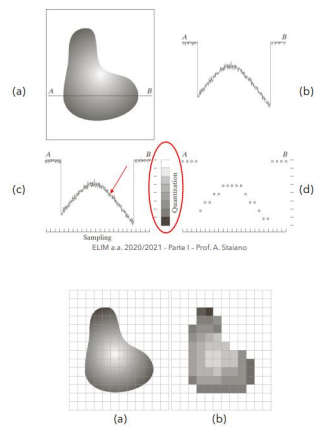 A B
A B
(a)
(b)
A B
A B
(c)
Quantization
(d)
Sampling
ELIM a.a. 2020/2021 - Parte I - Prof. A. Staiano
(a) (b)